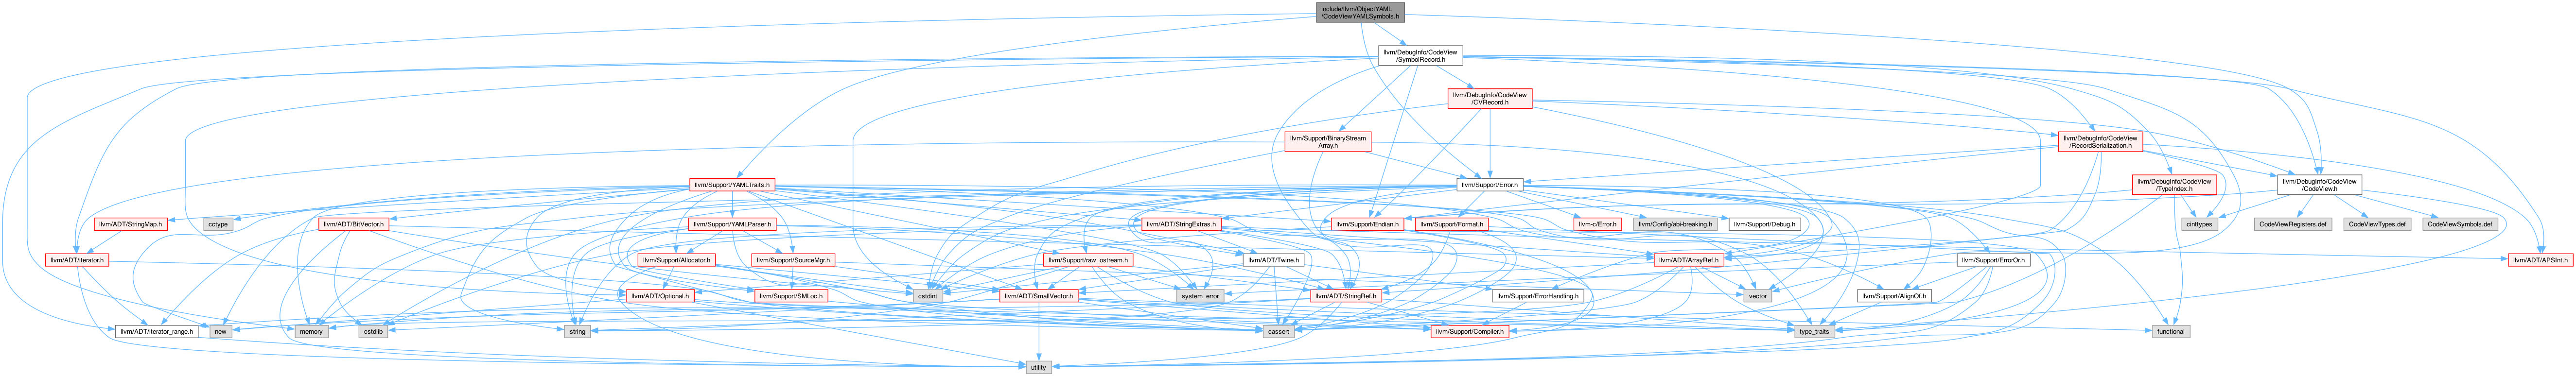 include/llvm/ObjectYAML
/CodeViewYAMLSymbols.h
llvm/DebugInfo/CodeView
/SymbolRecord.h
llvm/DebugInfo/CodeView
/CVRecord.h
llvm/Support/BinaryStream
Array.h
llvm/DebugInfo/CodeView
/RecordSerialization.h
llvm/Support/YAMLTraits.h
llvm/Support/Error.h
llvm/DebugInfo/CodeView
/TypeIndex.h
llvm/DebugInfo/CodeView
/CodeView.h
llvm/ADT/StringMap.h
cctype
llvm/ADT/BitVector.h
llvm/Support/YAMLParser.h
llvm/ADT/StringExtras.h
llvm/Support/Endian.h
llvm/Support/Format.h
llvm-c/Error.h
llvm/Config/abi-breaking.h
llvm/Support/Debug.h
cinttypes
CodeViewRegisters.def
CodeViewTypes.def
CodeViewSymbols.def
llvm/ADT/iterator.h
llvm/Support/Allocator.h
llvm/Support/SourceMgr.h
llvm/Support/raw_ostream.h
llvm/ADT/Twine.h
llvm/ADT/ArrayRef.h
llvm/Support/ErrorOr.h
llvm/ADT/APSInt.h
llvm/ADT/Optional.h
llvm/Support/SMLoc.h
cstdint
llvm/ADT/SmallVector.h
system_error
llvm/ADT/StringRef.h
llvm/Support/ErrorHandling.h
vector
llvm/Support/AlignOf.h
llvm/ADT/iterator_range.h
new
memory
cstdlib
string
cassert
llvm/Support/Compiler.h
type_traits
functional
utility